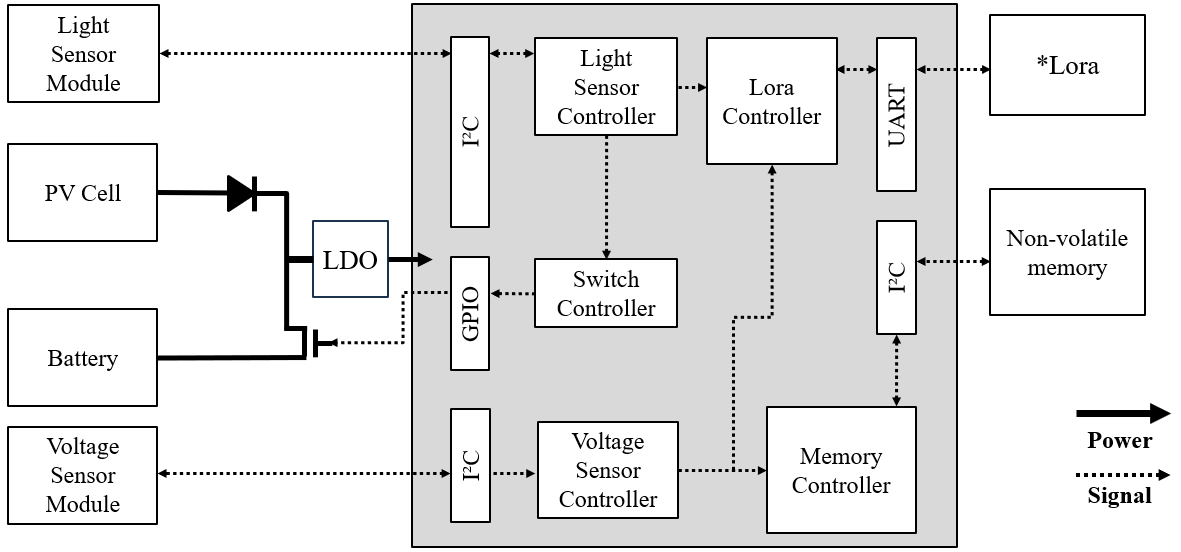 Light
Sensor
Module
PV Cell
Battery
Voltage
Sensor
Module
LDO
I²C
GPIO
I²C
Light
Sensor
Controller
Switch
Controller
Voltage
Sensor
Controller
Lora
Controller
Memory
Controller
UART
I²C
*Lora
Non-volatile
memory
Power
Signal